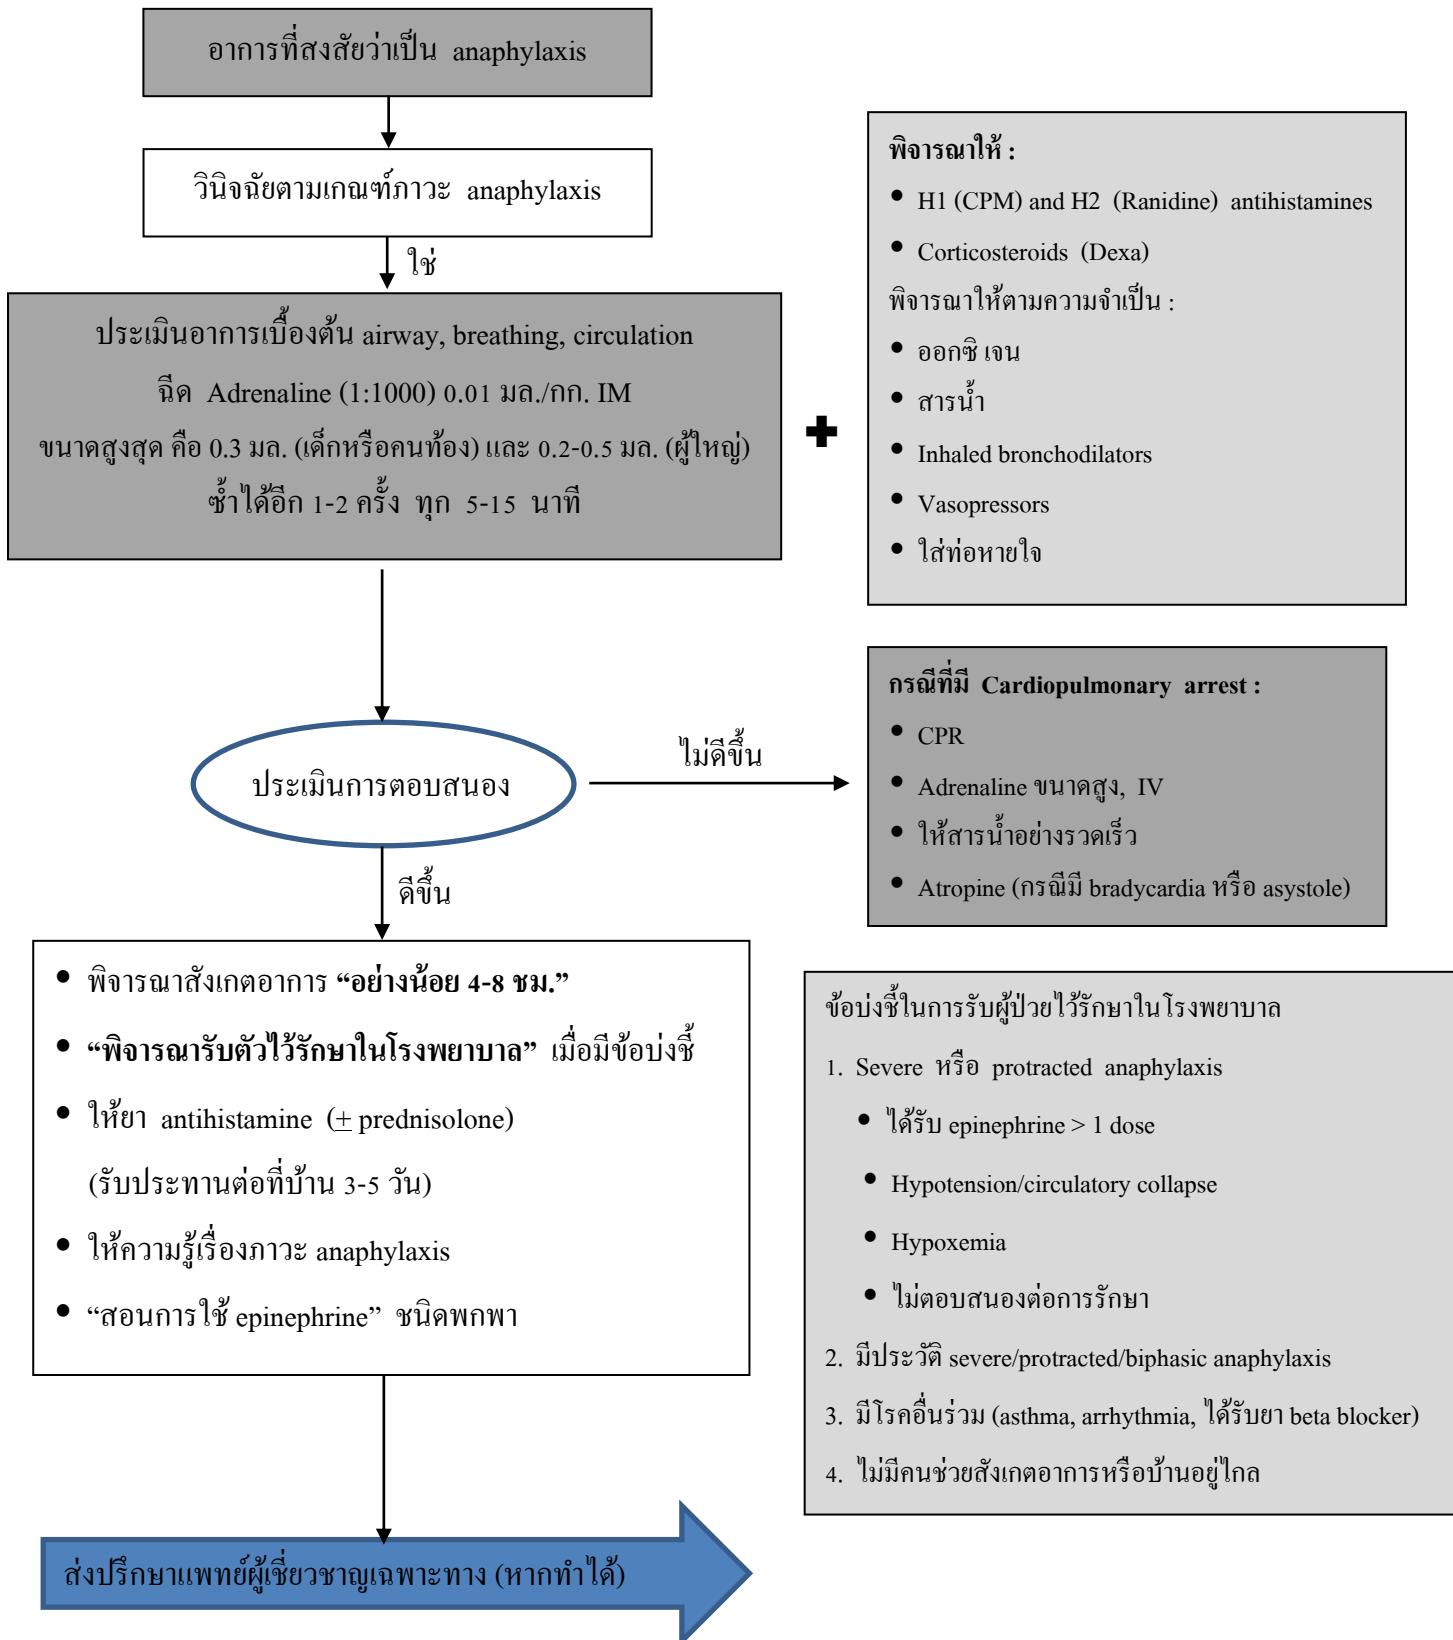 อาการที่สงสัยว่าเป็น anaphylaxis
วินิจฉัยตามเกณฑ์ภาวะ anaphylaxis
ใช่
ประเมินอาการเบื้องต้น airway, breathing, circulation
ฉีด Adrenaline (1:1000) 0.01 มล./กก. IM
ขนาดสูงสุด คือ 0.3 มล. (เด็กหรือคนท้อง) และ 0.2-0.5 มล. (ผู้ใหญ่)
ซ้ำได้อีก 1-2 ครั้ง ทุก 5-15 นาที
พิจารณาให้ :
• H1 (CPM) and H2 (Ranidine) antihistamines
• Corticosteroids (Dexa)
พิจารณาให้ตามความจำเป็น :
• ออกซิ เจน
• สารน้ำ
• Inhaled bronchodilators
• Vasopressors
• ใส่ท่อหายใจ
ประเมินการตอบสนอง
ไม่ดีขึ้น
กรณีที่มี Cardiopulmonary arrest :
• CPR
• Adrenaline ขนาดสูง, IV
• ให้สารน้ำอย่างรวดเร็ว
• Atropine (กรณีมี bradycardia หรือ asystole)
ดีขึ้น
• พิจารณาสังเกตอาการ “อย่างน้อย 4-8 ชม.”
• “พิจารณารับตัวไว้รักษาในโรงพยาบาล” เมื่อมีข้อบ่งชี้
• ให้ยา antihistamine (± prednisolone)
(รับประทานต่อที่บ้าน 3-5 วัน)
• ให้ความรู้เรื่องภาวะ anaphylaxis
• “สอนการใช้ epinephrine” ชนิดพกพา
ข้อบ่งชี้ในการรับผู้ป่วยไว้รักษาในโรงพยาบาล
1. Severe หรือ protracted anaphylaxis
• ได้รับ epinephrine > 1 dose
• Hypotension/circulatory collapse
• Hypoxemia
• ไม่ตอบสนองต่อการรักษา
2. มีประวัติ severe/protracted/biphasic anaphylaxis
3. มีโรคอื่นร่วม (asthma, arrhythmia, ได้รับยา beta blocker)
4. ไม่มีคนช่วยสังเกตอาการหรือบ้านอยู่ไกล
ส่งปรึกษาแพทย์ผู้เชี่ยวชาญเฉพาะทาง (หากทำได้)